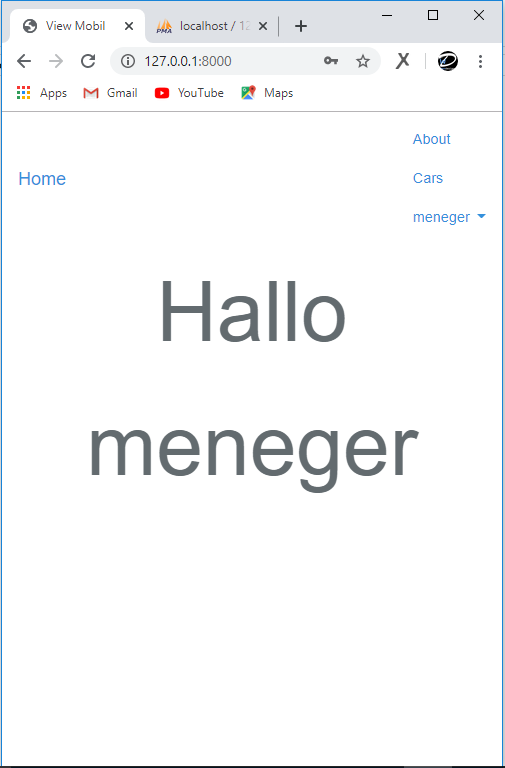 View Mobil
localhost / 12
127.0.0.1:8000
Apps Gmail YouTube Maps
About
Home
Cars
meneger
Hallo
meneger